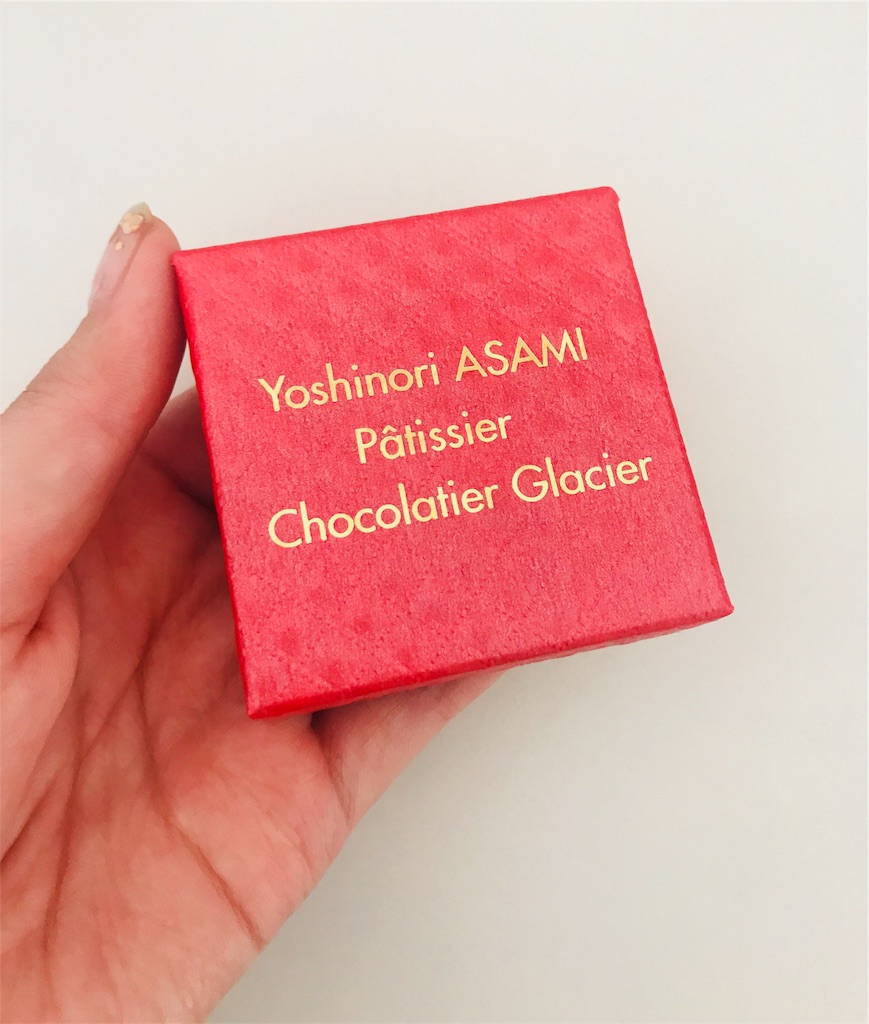 Yoshinori ASAMI
Pâtissier
Chocolatier Glacier